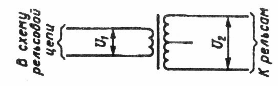 В схему
рельсовой
цепи
U1
U2
К рельсам